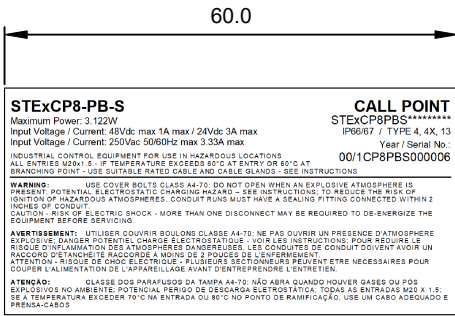 60.0
STExCP8-PB-S
Maximum Power: 3.122W
Input Voltage / Current: 48Vdc max 1A max / 24Vdc 3A max
Input Voltage / Current: 250Vac 50/60Hz max 3.33A max
INDUSTRIAL CONTROL EQUIPMENT FOR USE IN HAZARDOUS LOCATIONS
ALL ENTRIES M20x1.5 - IF TEMPERATURE EXCEEDS 60°C AT ENTRY OR 60°C AT
BRANCHING POINT - USE SUITABLE RATED CABLE AND CABLE GLANDS - SEE INSTRUCTIONS
CALL POINT
STExCP8PBS*********
IP66/67 / TYPE 4, 4X, 13
Year / Serial No.:
00/1CP8PBS000006
WARNING: USE COVER BOLTS CLASS A4-70; DO NOT OPEN WHEN AN EXPLOSIVE ATMOSPHERE IS
PRESENT; POTENTIAL ELECTROSTATIC CHARGING HAZARD – SEE INSTRUCTIONS; TO REDUCE THE RISK OF
IGNITION OF HAZARDOUS ATMOSPHERES. CONDUIT RUNS MUST HAVE A SEALING FITTING CONNECTED WITHIN 2
INCHES OF CONDUIT.
CAUTION - RISK OF ELECTRIC SHOCK - MORE THAN ONE DISCONNECT MAY BE REQUIRED TO DE-ENERGIZE THE
EQUIPMENT BEFORE SERVICING.
AVERTISSEMENT: UTILISER COUVRIR BOULONS CLASSE A4-70; NE PAS OUVRIR UN PRESENCE D'ATMOSPHERE
EXPLOSIVE; DANGER POTENTIEL CHARGE ÉLECTROSTATIQUE - VOIR LES INSTRUCTIONS; POUR RÉDUIRE LE
RISQUE D'INFLAMMATION DES ATMOSPHÈRES DANGEREUSES. LES CONDUITES DE CONDUIT DOIVENT AVOIR UN
RACCORD D'ETANCHEITÉ RACCORDÉ A MOINS DE 2 POUCES DE L'ENFERMEMENT.
ATTENTION - RISQUE DE CHOC ELECTRIQUE - PLUSIEURS SECTIONNEURS PEUVENT ETRE NECESSAIRES POUR
COUPER L'ALIMENTATION DE L'APPAREILLAGE AVANT D'ENTREPRENDRE L'ENTRETIEN.
ATENÇÃO: CLASSE DOS PARAFUSOS DA TAMPA A4-70; NÃO ABRA QUANDO HOUVER GASES OU PÓS
EXPLOSIVOS NO AMBIENTE; POTENCIAL PERIGO DE DESCARGA ELETROSTÁTICA; TODAS AS ENTRADAS M20 X 1,5;
SE A TEMPERATURA EXCEDER 70°C NA ENTRADA OU 80°C NO PONTO DE RAMIFICAÇÃO, USE UM CABO ADEQUADO E
PRENSA-CABOS